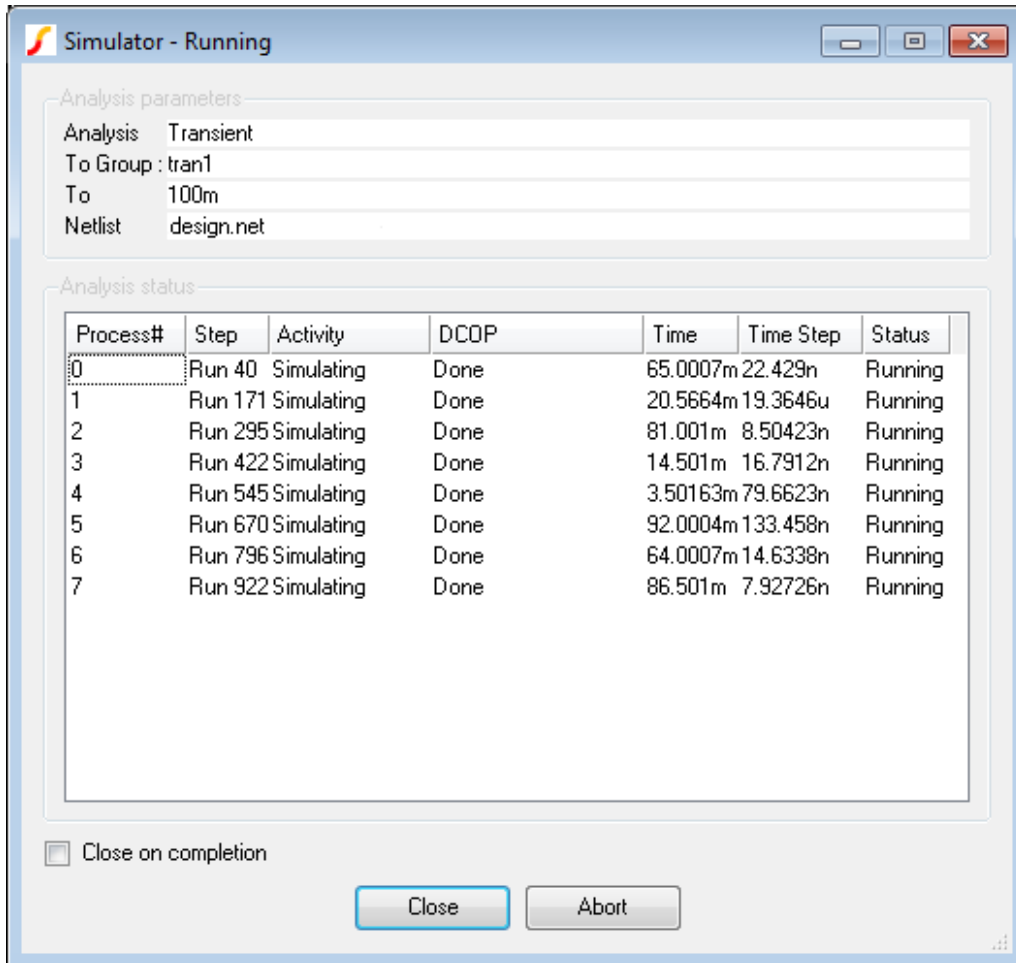 Simulator - Running
Analysis parameters
Analysis Transient
To Group : tran1
To 100m
Netlist design.net
Analysis status
Process# Step Activity DCOP Time Time Step Status
0 Run 40 Simulating Done 65.0007m 22.429n Running
1 Run 171 Simulating Done 20.5664m 19.3646u Running
2 Run 295 Simulating Done 81.001m 8.50423n Running
3 Run 422 Simulating Done 14.501m 16.7912n Running
4 Run 545 Simulating Done 3.50163m 79.6623n Running
5 Run 670 Simulating Done 92.0004m 133.458n Running
6 Run 796 Simulating Done 64.0007m 14.6338n Running
7 Run 922 Simulating Done 86.501m 7.92726n Running
Close on completion
Close Abort